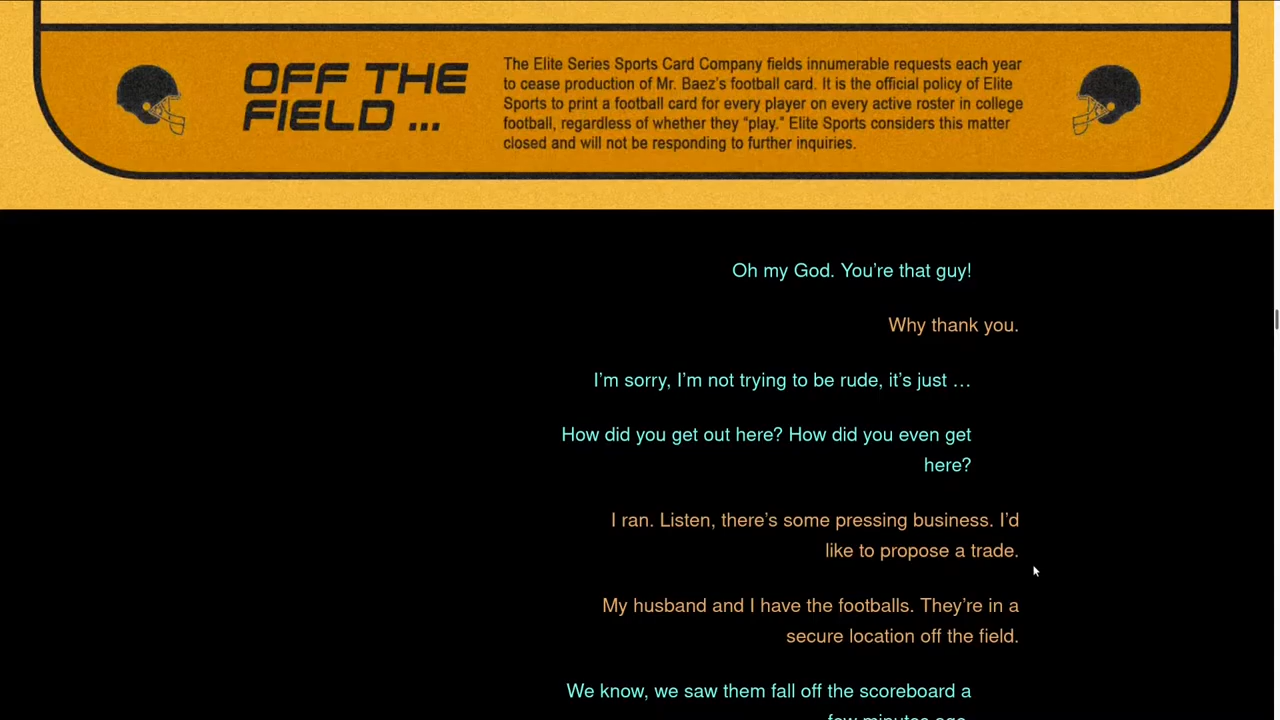 OFF THE
FIELD ...
The Elite Series Sports Card Company fields innumerable requests each year
to cease production of Mr. Baez’s football card. It is the official policy of Elite
Sports to print a football card for every player on every active roster in college
football, regardless of whether they “play.” Elite Sports considers this matter
closed and will not be responding to further inquiries.
Oh my God. You’re that guy!
Why thank you.
I’m sorry, I’m not trying to be rude, it’s just …
How did you get out here? How did you even get
here?
I ran. Listen, there’s some pressing business. I’d
like to propose a trade.
My husband and I have the footballs. They’re in a
secure location off the field.
We know, we saw them fall off the scoreboard a
few minutes ago.